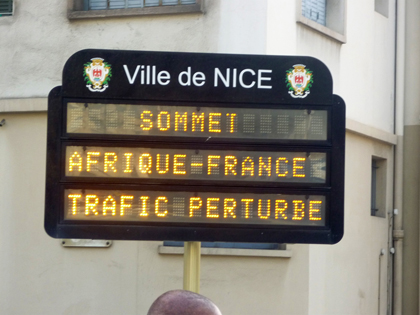 Ville de NICE
SOMMET
AFRIQUE-FRANCE
TRAFIC PERTURBE